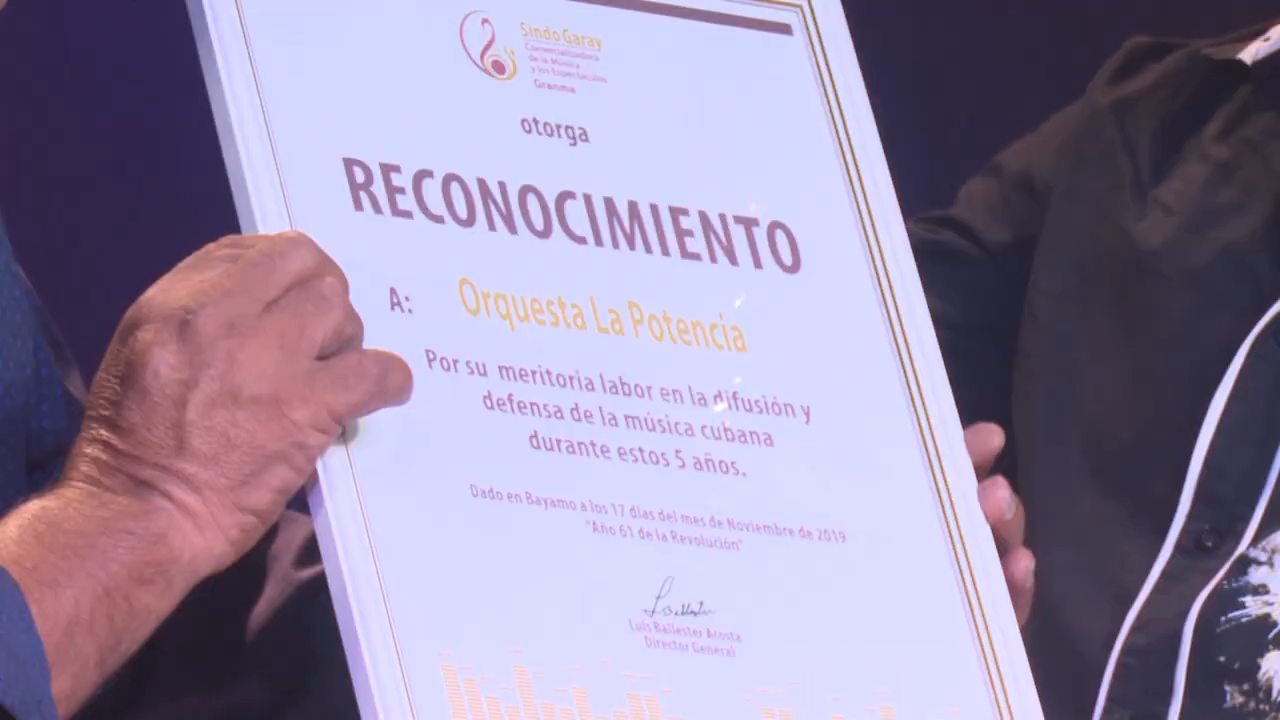 Sindo Garay
Comercializadora
de la Música
y los Espectáculos
Granma
otorga
RECONOCIMIENTO
A: Orquesta La Potencia
Por su meritoria labor en la difusión y
defensa de la música cubana
durante estos 5 años.
Dado en Bayamo a los 17 días del mes de Noviembre de 2019
"Año 61 de la Revolución"
Luis Ballester Acosta
Director General